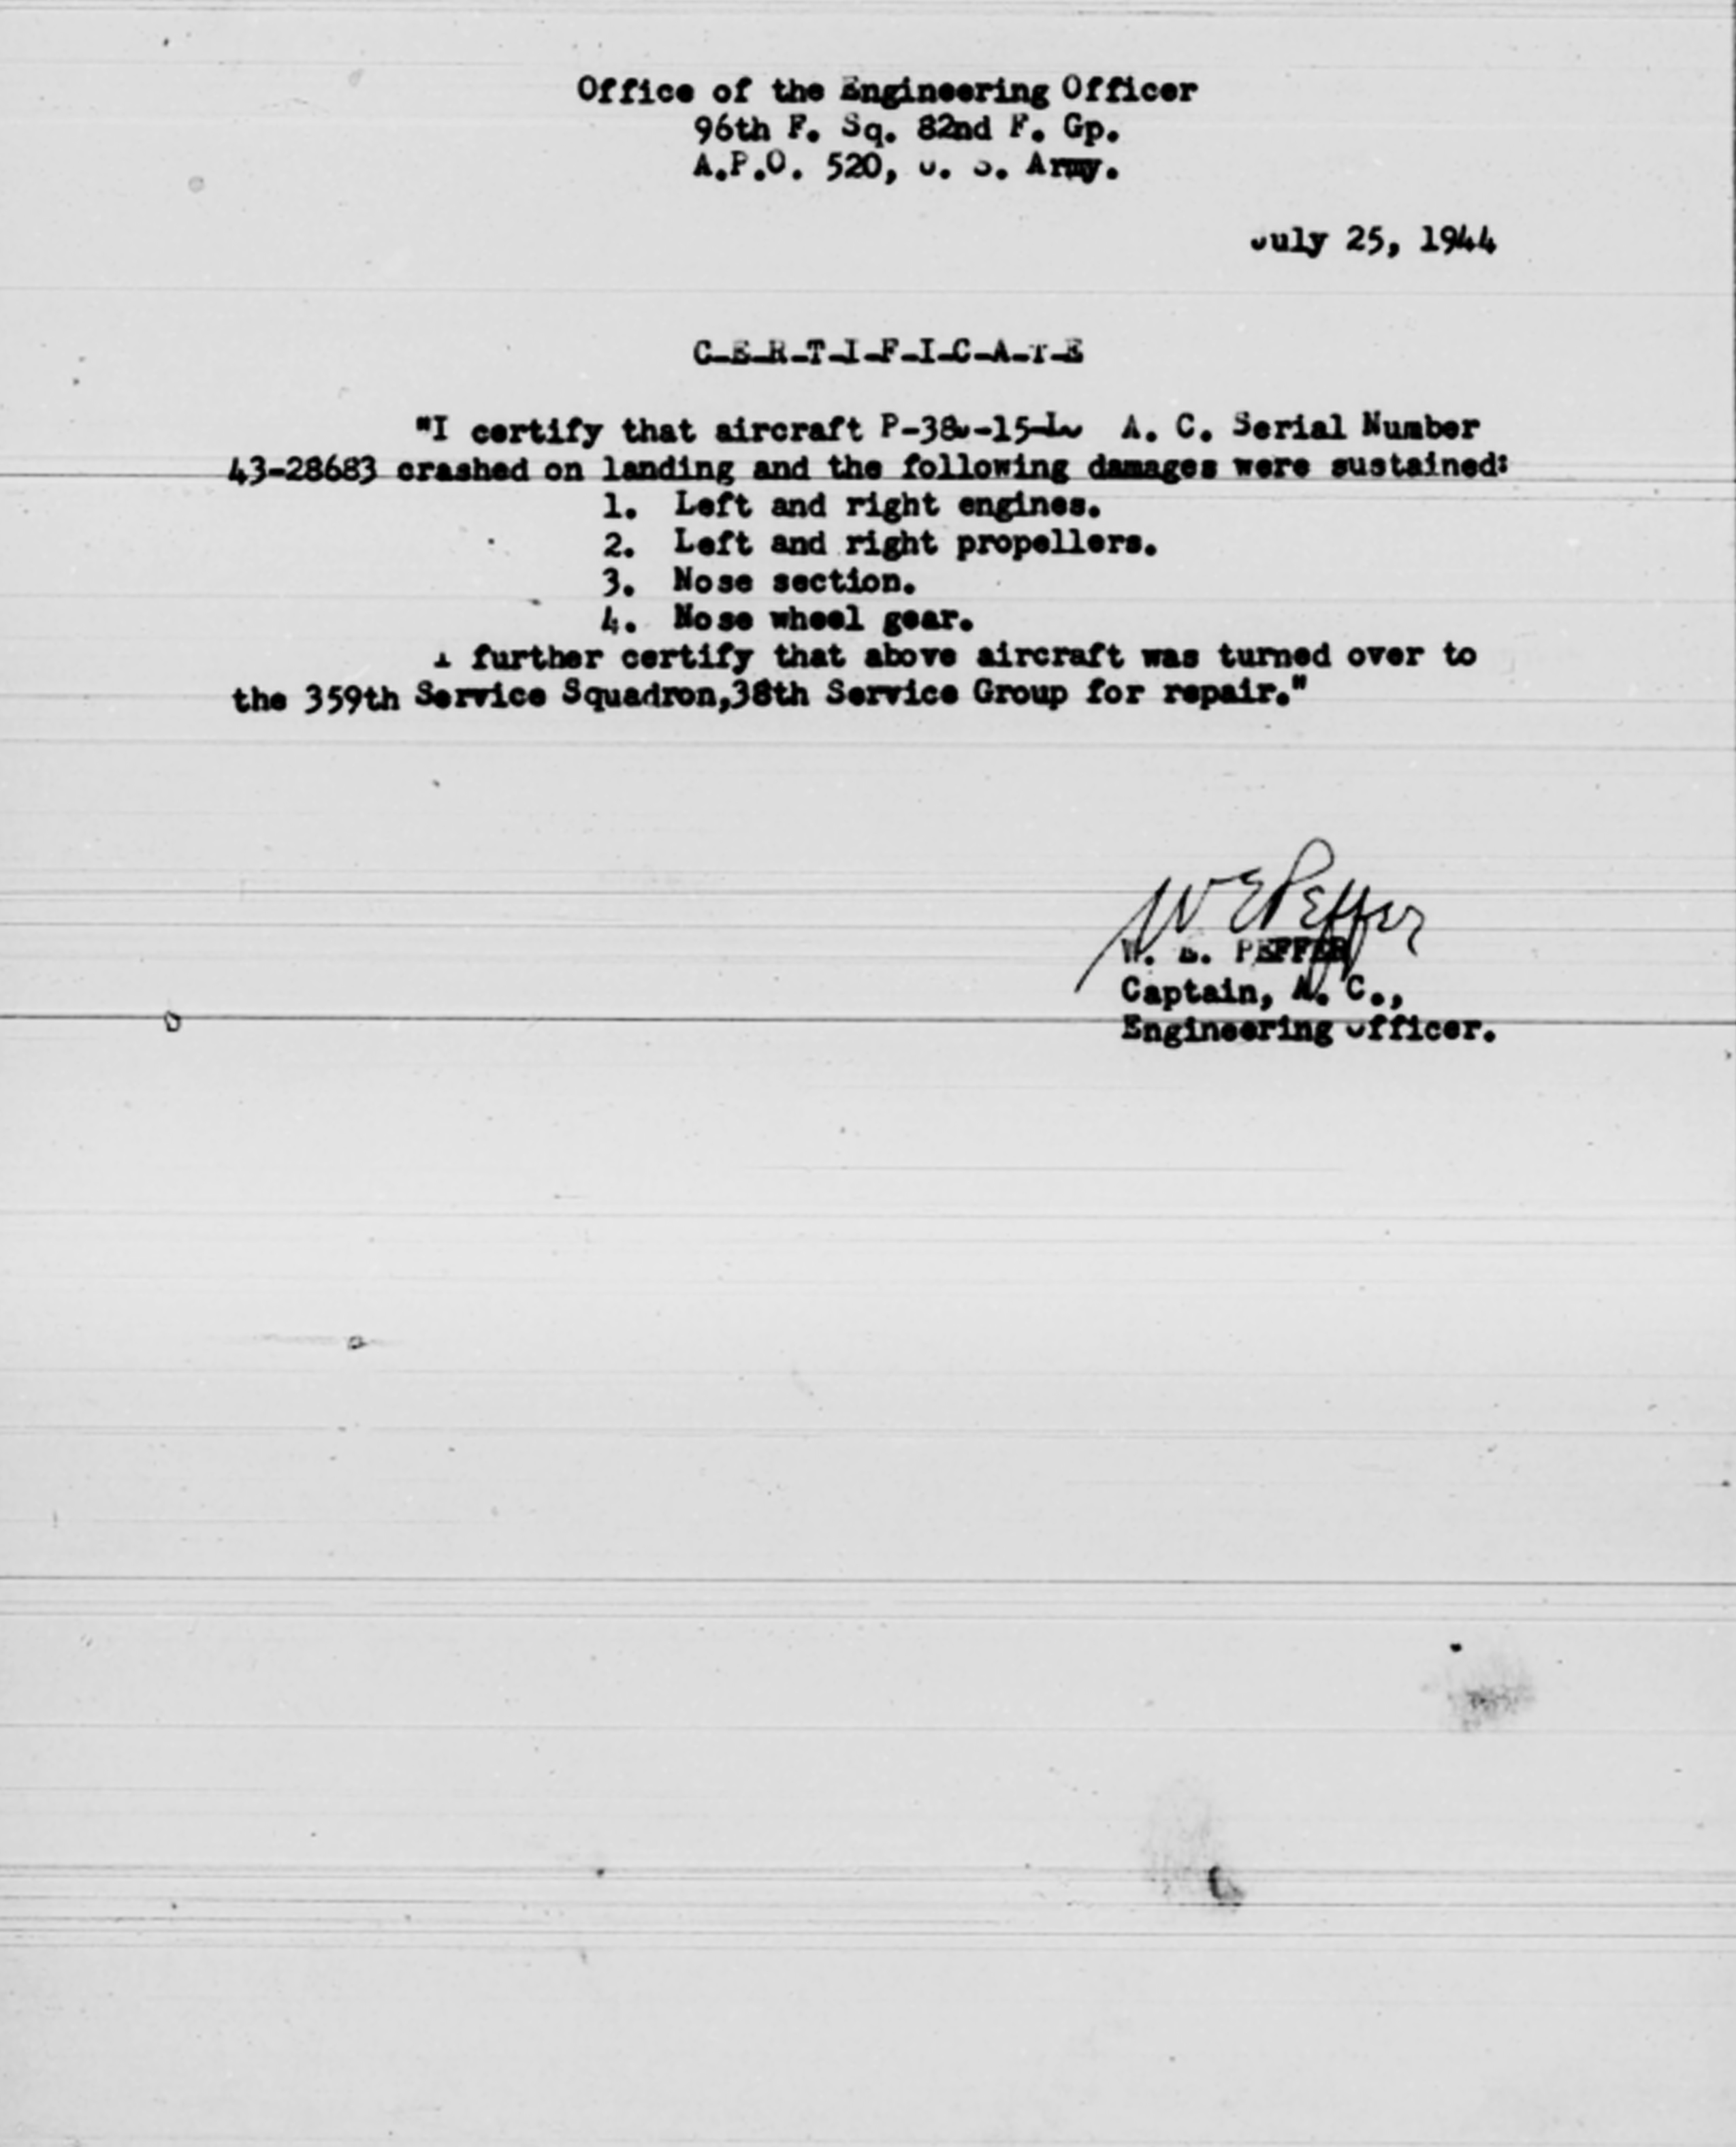 Office of the Engineering Officer
96th F. Sq. 82nd F. Gp.
A.P.O. 520, U. S. Army.
July 25, 1944
C-E-R-T-I-F-I-C-A-T-E
"I certify that aircraft A. C. Serial Number
43-28683 crashed on landing and the following damages were sustained:
1. Left and right engines.
2. Left and right propellers.
3. Nose section.
4. Nose wheel gear.
I further certify that above aircraft was turned over to
the 359th Service Squadron,38th Service Group for repair."
W E Peffer
W. E. PEFFER
Captain, A. C.,
Engineering Officer.